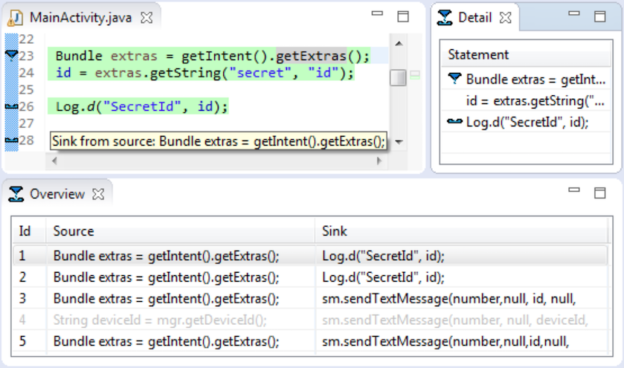 MainActivity.java
22
23 Bundle extras = getIntent().getExtras();
24 id = extras.getString("secret", "id");
25
26 Log.d("SecretId", id);
28 Sink from source: Bundle extras = getIntent().getExtras();
Detail
Statement
Bundle extras = getInt...
id = extras.getString("...
Log.d("SecretId", id);
Overview
Id Source Sink
1 Bundle extras = getIntent().getExtras(); Log.d("SecretId", id);
2 Bundle extras = getIntent().getExtras(); Log.d("SecretId", id);
3 Bundle extras = getIntent().getExtras(); sm.sendTextMessage(number,null, id, null,
4 String deviceId = mgr.getDeviceId(); sm.sendTextMessage(number, null, deviceId,
5 Bundle extras = getIntent().getExtras(); sm.sendTextMessage(number,null,id,null,